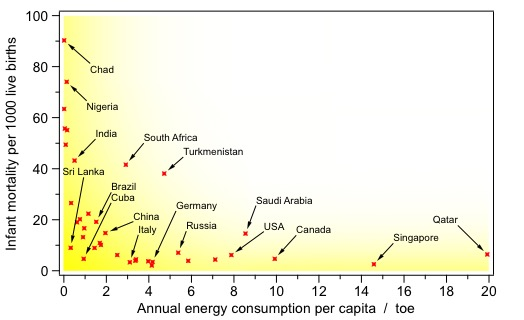 Infant mortality per 1000 live births
100
80
60
40
20
0
Chad
Nigeria
India
South Africa
Turkmenistan
Sri Lanka
Brazil
Cuba
China
Italy
Germany
Russia
Saudi Arabia
USA
Canada
Qatar
Singapore
0 2 4 6 8 10 12 14 16 18 20
Annual energy consumption per capita / toe